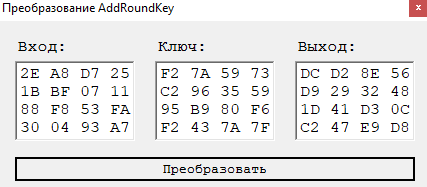 Преобразование AddRoundKey
x
Вход: Ключ: Выход:
2E A8 D7 25 F2 7A 59 73 DC D2 8E 56
1B BF 07 11 C2 96 35 59 D9 29 32 48
88 F8 53 FA 95 B9 80 F6 1D 41 D3 0C
30 04 93 A7 F2 43 7A 7F C2 47 E9 D8
Преобразовать